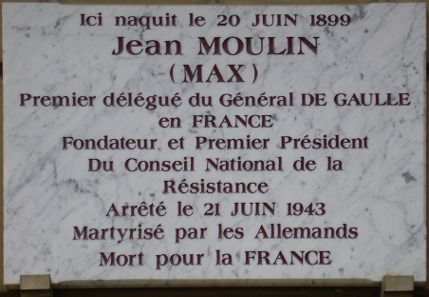 Ici naquit le 20 JUIN 1899
Jean MOULIN
(MAX)
Premier délégué du Général DE GAULLE
en FRANCE
Fondateur et Premier Président
Du Conseil National de la
Résistance
Arrêté le 21 JUIN 1943
Martyrisé par les Allemands
Mort pour la FRANCE